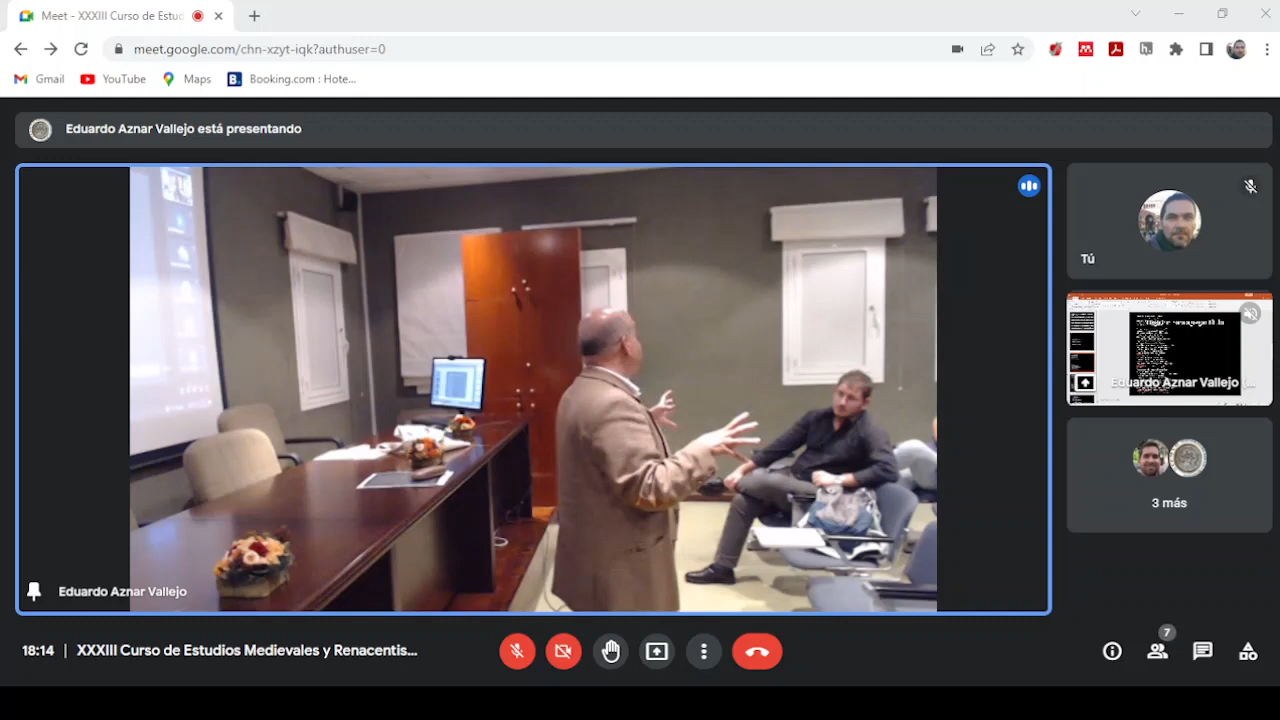 Meet - XXXIII Curso de Estud
meet.google.com/chn-xzyt-iqk?authuser=0
Gmail
YouTube
Maps
B.
Booking.com : Hote...
Eduardo Aznar Vallejo está presentando
Tú
Eduardo Aznar Vallejo (...
3 más
Eduardo Aznar Vallejo
18:14 | XXXIII Curso de Estudios Medievales y Renacentis...
7